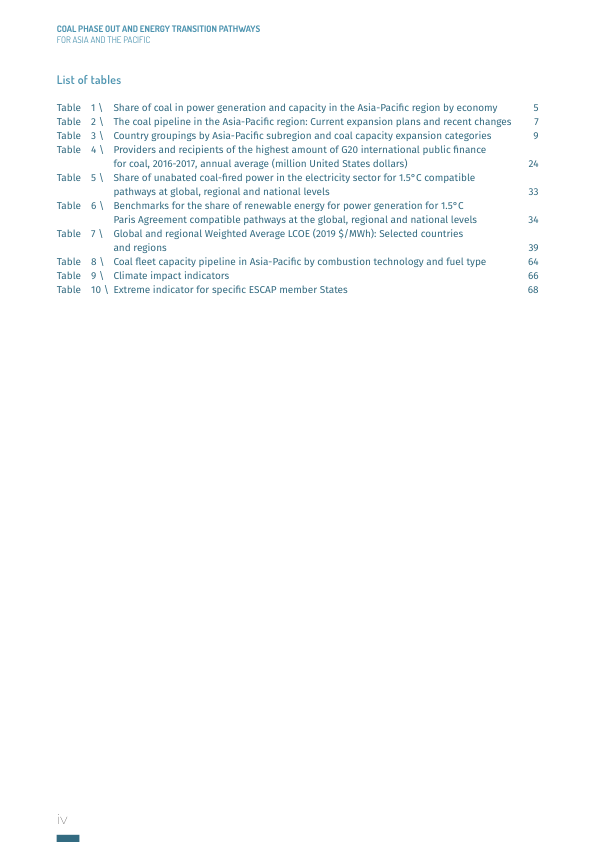 COAL PHASE OUT AND ENERGY TRANSITION PATHWAYS
FOR ASIA AND THE PACIFIC
List of tables
Table 1 \ Share of coal in power generation and capacity in the Asia-Pacific region by economy 5
Table 2 \ The coal pipeline in the Asia-Pacific region: Current expansion plans and recent changes 7
Table 3 \ Country groupings by Asia-Pacific subregion and coal capacity expansion categories 9
Table 4 \ Providers and recipients of the highest amount of G20 international public finance
for coal, 2016-2017, annual average (million United States dollars) 24
Table 5 \ Share of unabated coal-fired power in the electricity sector for 1.5°C compatible
pathways at global, regional and national levels 33
Table 6 \ Benchmarks for the share of renewable energy for power generation for 1.5°C
Paris Agreement compatible pathways at the global, regional and national levels 34
Table 7 \ Global and regional Weighted Average LCOE (2019 $/MWh): Selected countries
and regions 39
Table 8 \ Coal fleet capacity pipeline in Asia-Pacific by combustion technology and fuel type 64
Table 9 \ Climate impact indicators 66
Table 10 \ Extreme indicator for specific ESCAP member States 68
iv